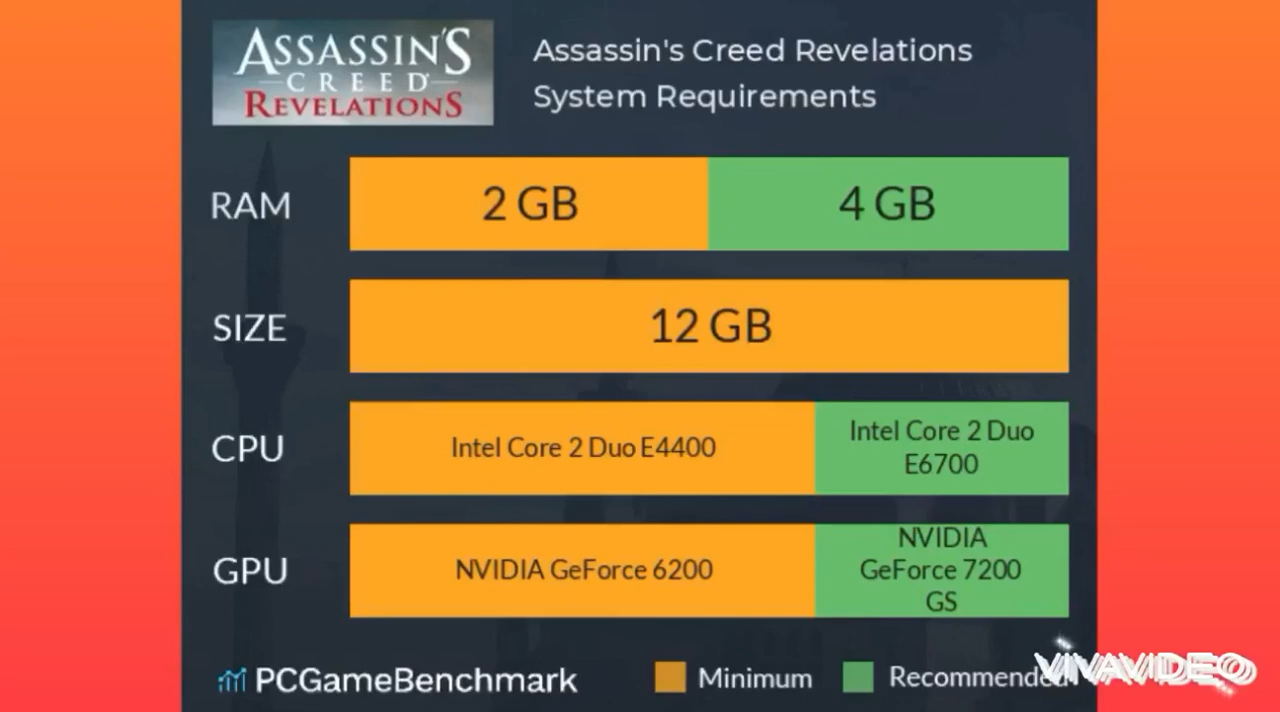 ASSASSIN'S
CREED
REVELATIONS
Assassin's Creed Revelations
System Requirements
RAM
2 GB
4 GB
SIZE
12 GB
CPU
Intel Core 2 Duo E4400
Intel Core 2 Duo
E6700
GPU
NVIDIA GeForce 6200
NVIDIA
GeForce 7200
GS
PCGameBenchmark
Minimum
Recommended
VIVAVIDEO